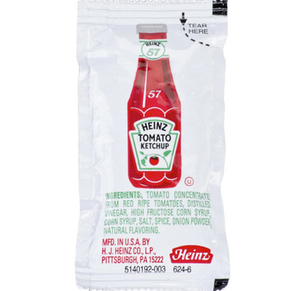 TEAR
HERE
HEINZ
57
57
HEINZ
TOMATO
KETCHUP
INGREDIENTS: TOMATO CONCENTRATE
FROM RED RIPE TOMATOES, DISTILLED
VINEGAR, HIGH FRUCTOSE CORN SYRUP,
CORN SYRUP, SALT, SPICE, ONION POWDER,
NATURAL FLAVORING.
MFD. IN U.S.A. BY
H. J. HEINZ CO., L.P.,
PITTSBURGH, PA 15222
Heinz
5140192-003 624-6